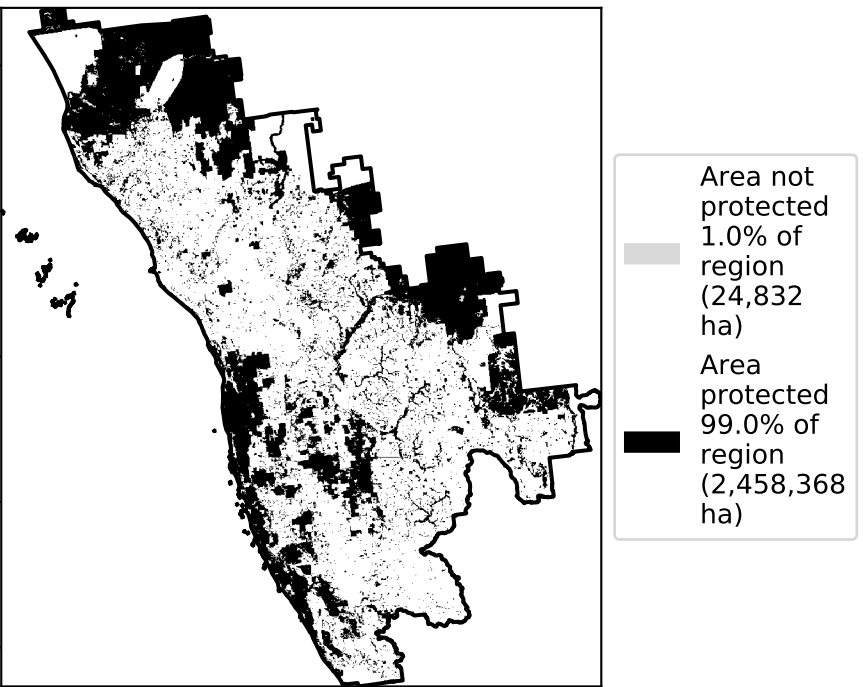 Area not
protected
1.0% of
region
(24,832
ha)
Area
protected
99.0% of
region
(2,458,368
ha)